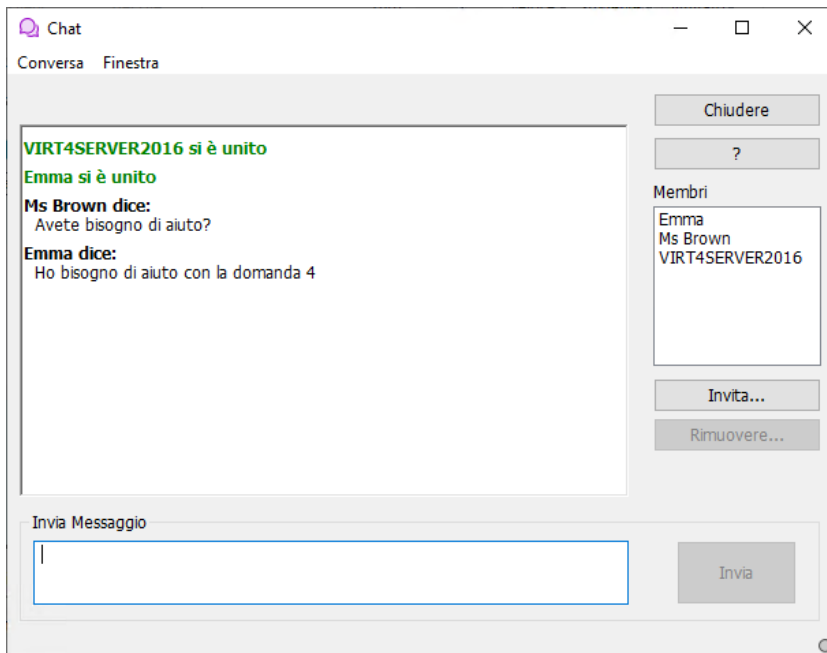 Chat
Conversa Finestra
Chiudere
?
VIRT4SERVER2016 si è unito
Emma si è unito
Ms Brown dice:
Avete bisogno di aiuto?
Emma dice:
Ho bisogno di aiuto con la domanda 4
Membri
Emma
Ms Brown
VIRT4SERVER2016
Invita...
Rimuovere...
Invia Messaggio
Invia